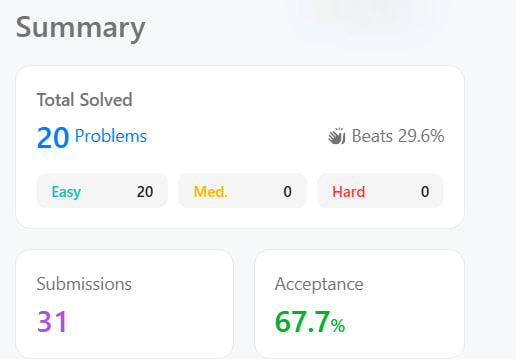 Summary
Total Solved
20 Problems Beats 29.6%
Easy 20 Med. 0 Hard 0
Submissions Acceptance
31 67.7%